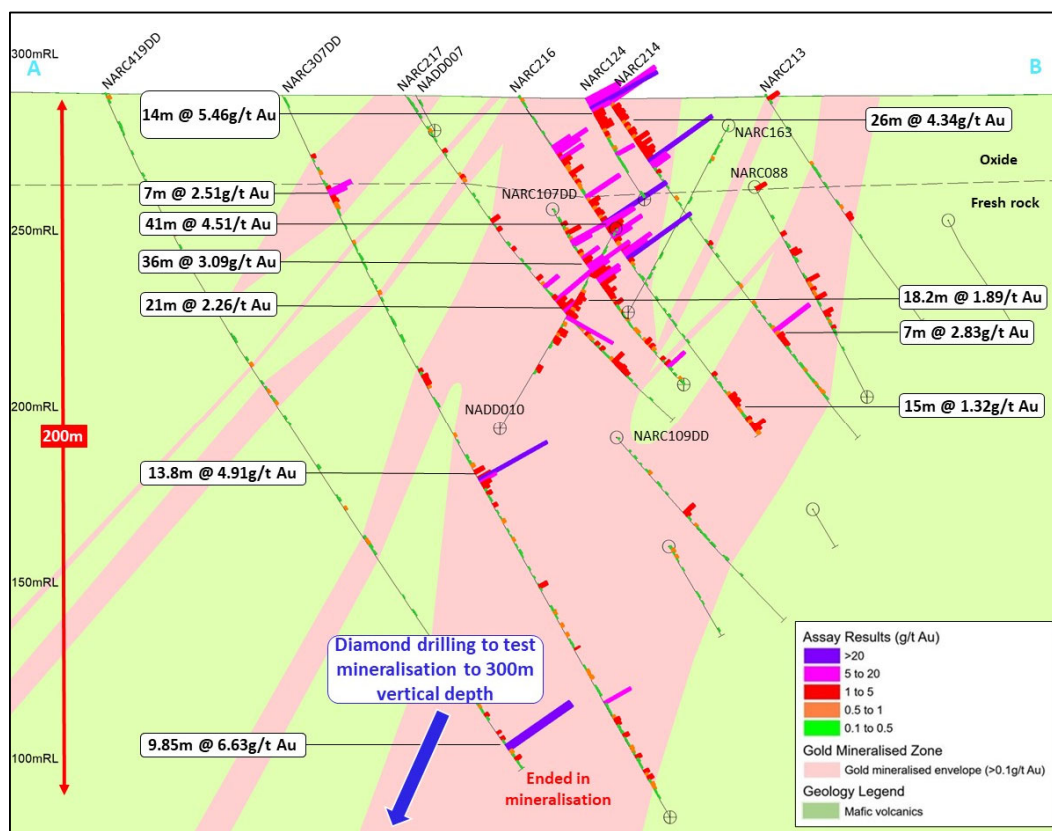 300mRL
A
NARC419DD
NARC307DD
NARC217
NADD007
NARC216
NARC124
NARC214
NARC213
B
14m @ 5.46g/t Au
26m @ 4.34g/t Au
NARC163
Oxide
NARC088
7m @ 2.51g/t Au
NARC107DD
Fresh rock
41m @ 4.51/t Au
250mRL
36m @ 3.09g/t Au
18.2m @ 1.89/t Au
21m @ 2.26/t Au
7m @ 2.83g/t Au
200mRL
15m @ 1.32g/t Au
NADD010
NARC109DD
200m
13.8m @ 4.91g/t Au
150mRL
Diamond drilling to test
mineralisation to 300m
vertical depth
100mRL
9.85m @ 6.63g/t Au
Ended in
mineralisation
Assay Results (g/t Au)
>20
5 to 20
1 to 5
0.5 to 1
0.1 to 0.5
Gold Mineralised Zone
Gold mineralised envelope (>0.1g/t Au)
Geology Legend
Mafic volcanics